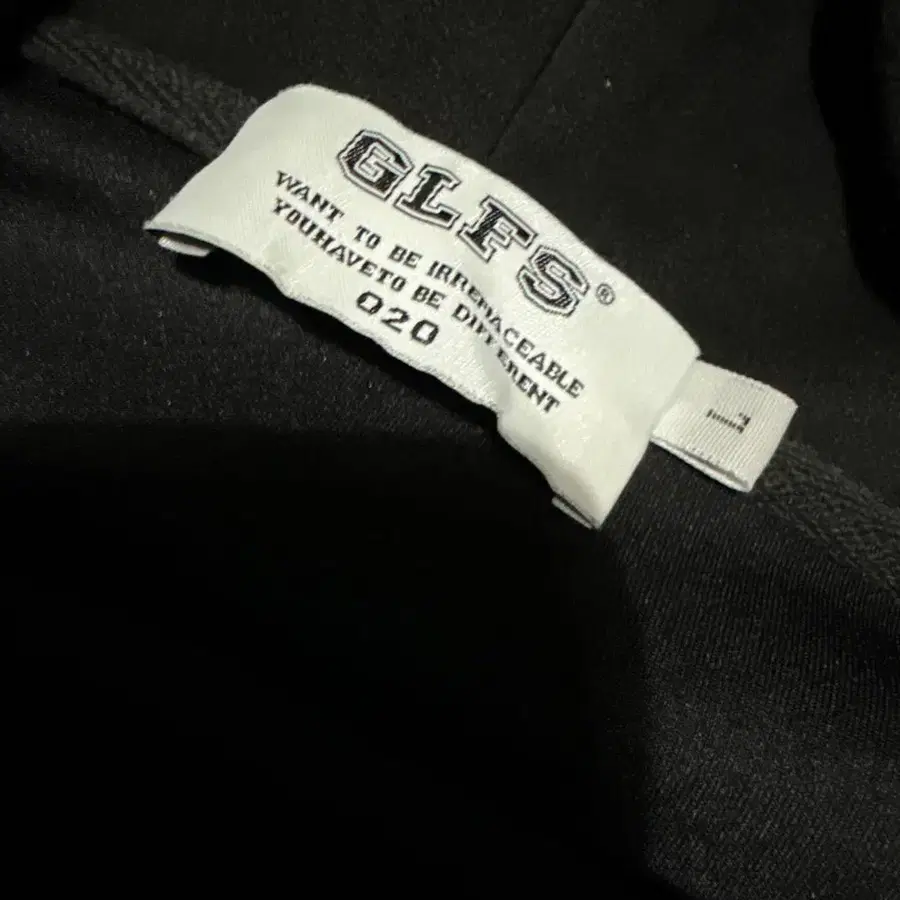 GLFS®
WANT TO BE IRREPLACEABLE
YOUHAVETO BE DIFFERENT
020
L